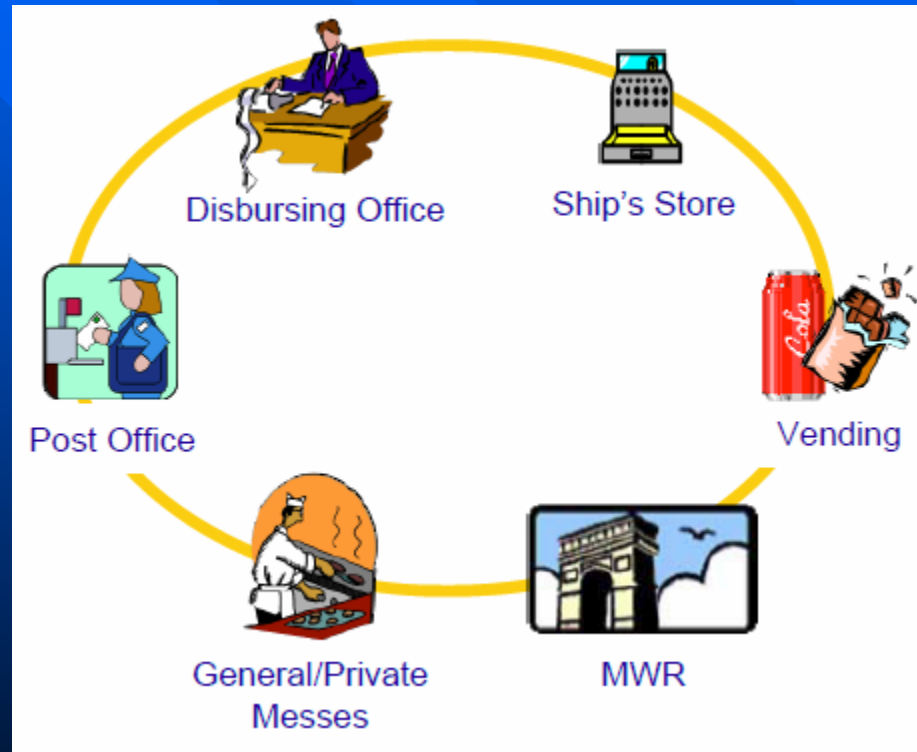 Disbursing Office
Ship's Store
Cola
Post Office
Vending
General/Private
Messes
MWR